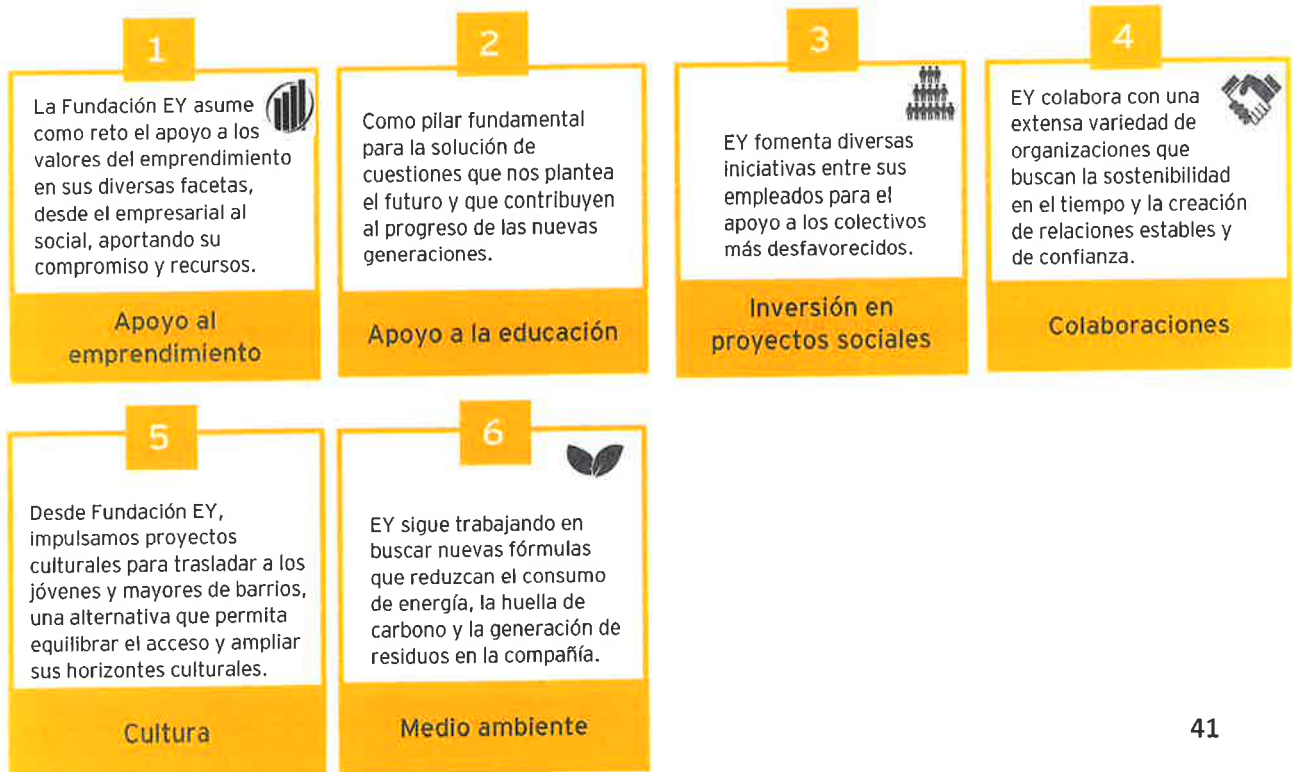 1
La Fundación EY asume
como reto el apoyo a los
valores del emprendimiento
en sus diversas facetas,
desde el empresarial al
social, aportando su
compromiso y recursos.
Apoyo al
emprendimiento
2
Como pilar fundamental
para la solución de
cuestiones que nos plantea
el futuro y que contribuyen
al progreso de las nuevas
generaciones.
Apoyo a la educación
3
EY fomenta diversas
iniciativas entre sus
empleados para el
apoyo a los colectivos
más desfavorecidos.
Inversión en
proyectos sociales
4
EY colabora con una
extensa variedad de
organizaciones que
buscan la sostenibilidad
en el tiempo y la creación
de relaciones estables y
de confianza.
Colaboraciones
5
Desde Fundación EY,
impulsamos proyectos
culturales para trasladar a los
jóvenes y mayores de barrios,
una alternativa que permita
equilibrar el acceso y ampliar
sus horizontes culturales.
Cultura
6
EY sigue trabajando en
buscar nuevas fórmulas
que reduzcan el consumo
de energía, la huella de
carbono y la generación de
residuos en la compañía.
Medio ambiente
41